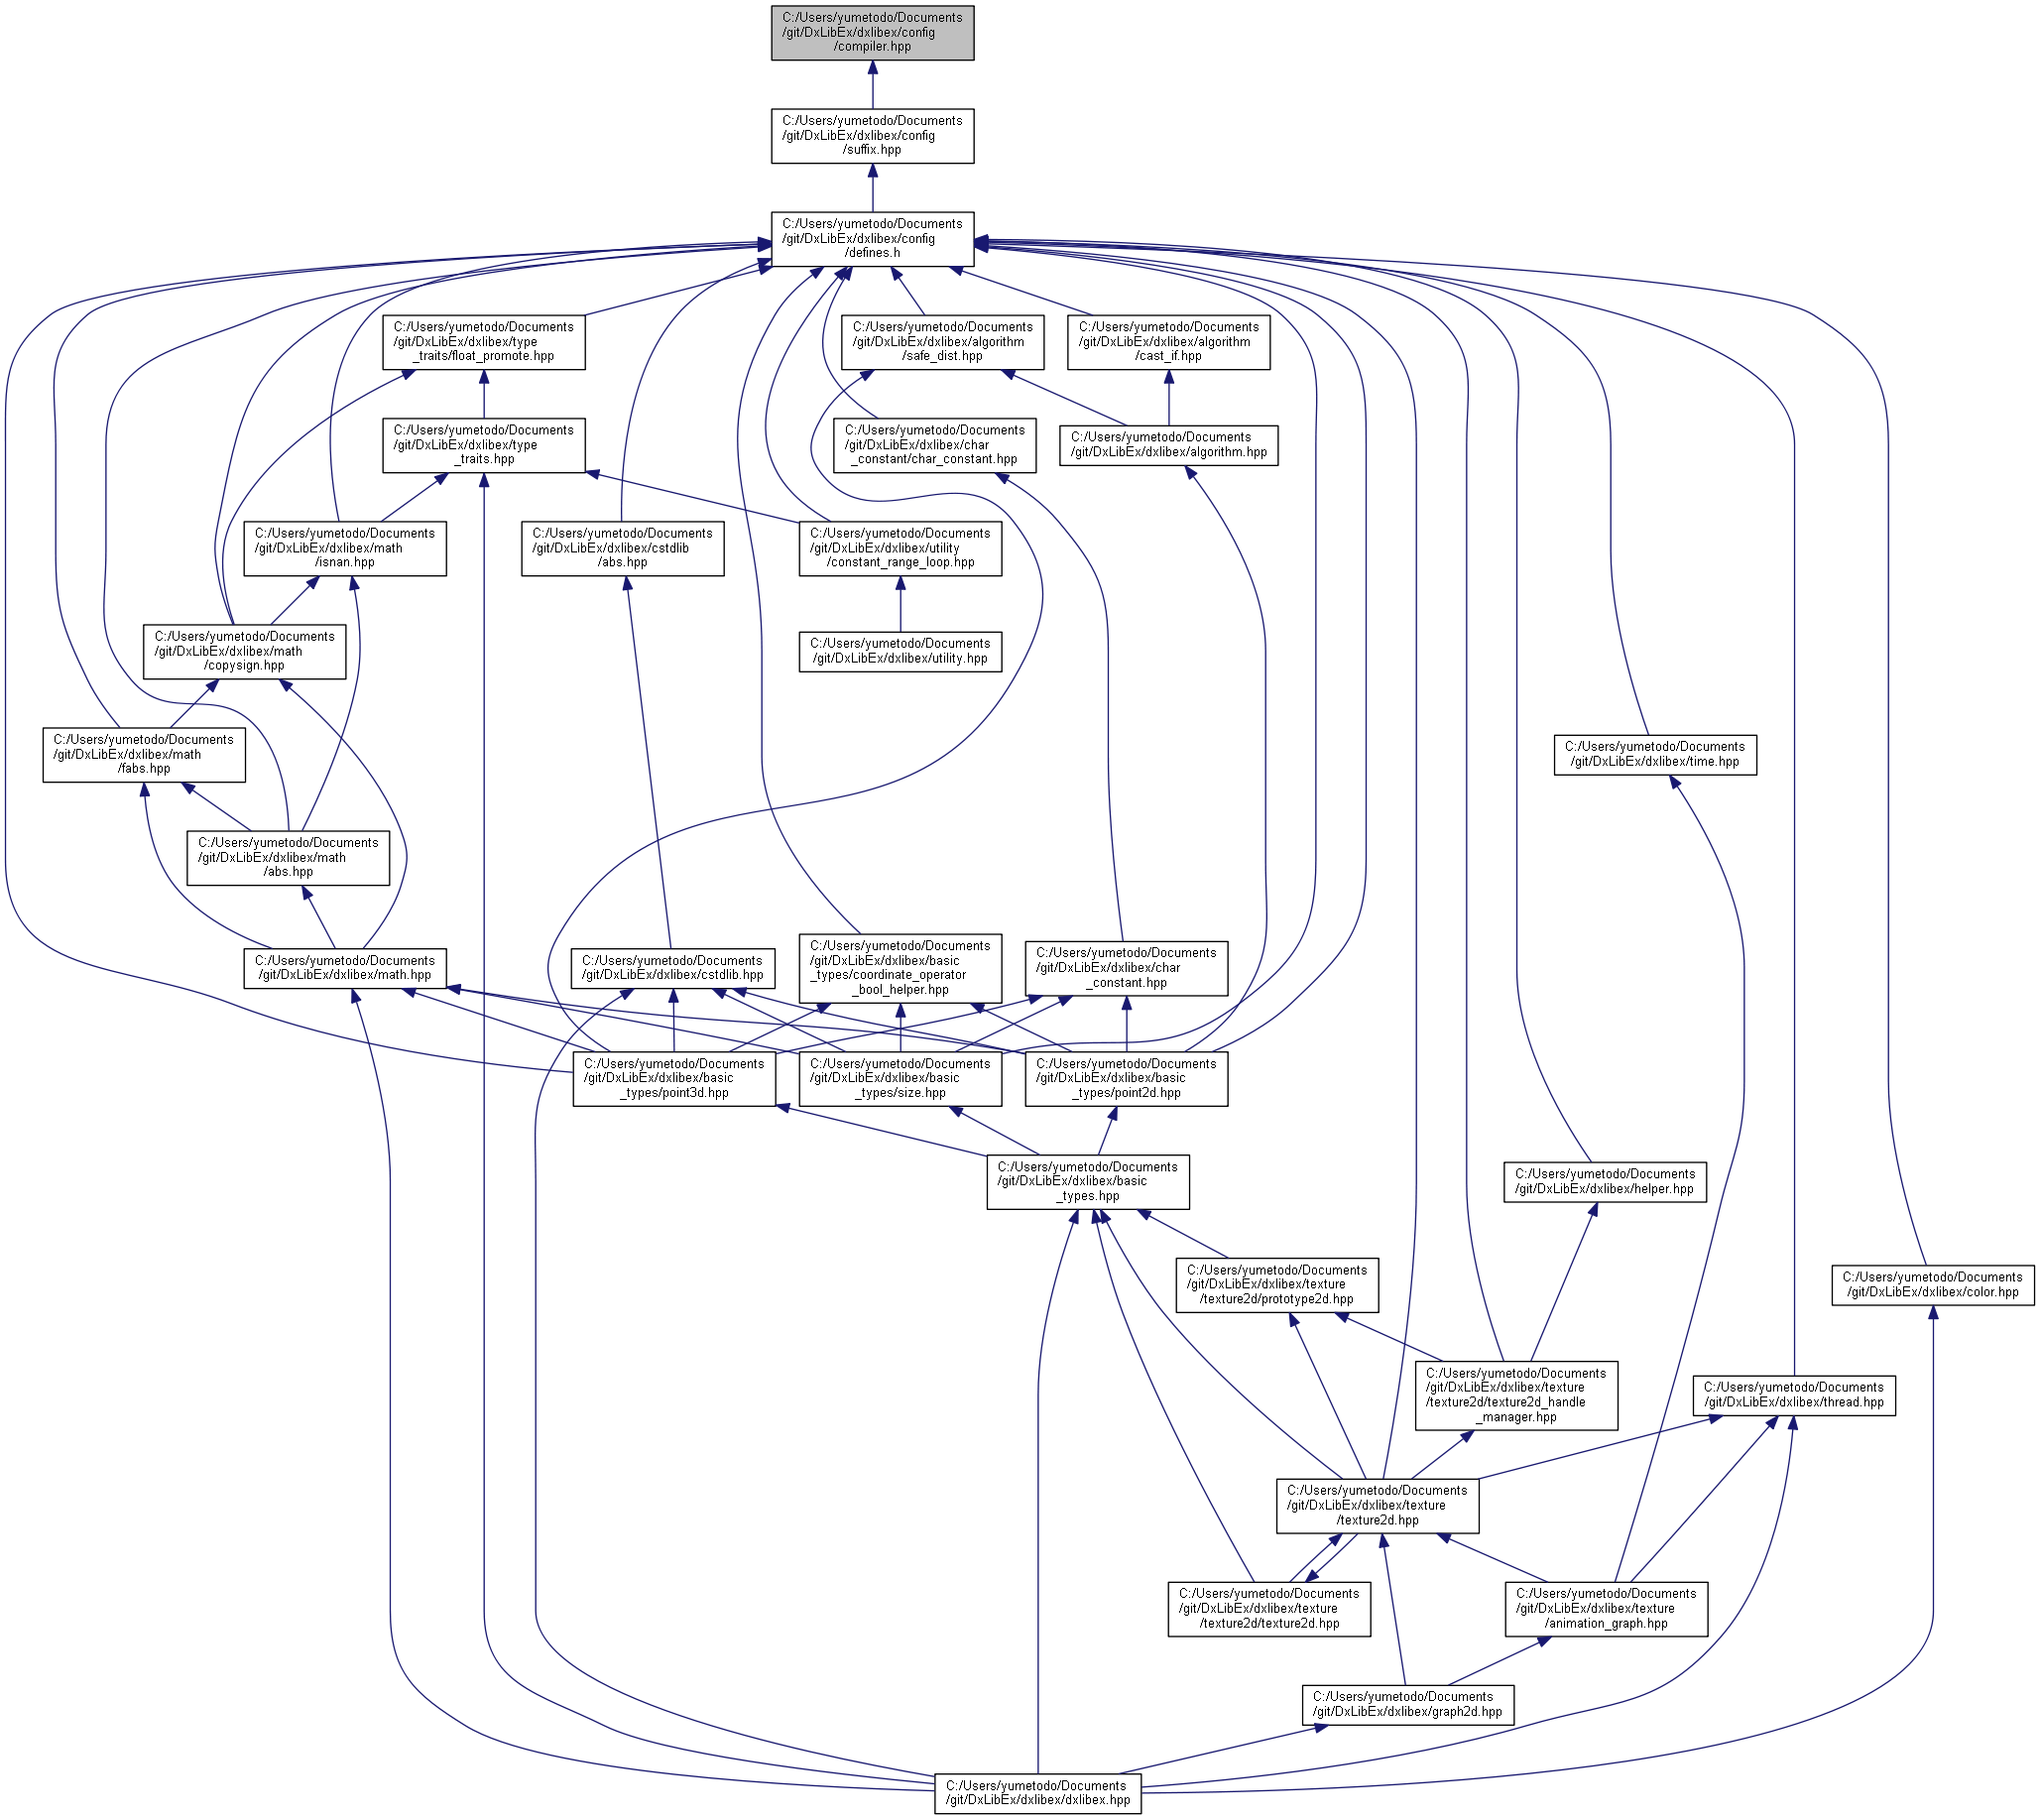 C:/Users/yumetodo/Documents
/git/DxLibEx/dxlibex/config
/compiler.hpp
C:/Users/yumetodo/Documents
/git/DxLibEx/dxlibex/config
/suffix.hpp
C:/Users/yumetodo/Documents
/git/DxLibEx/dxlibex/config
/defines.h
C:/Users/yumetodo/Documents
/git/DxLibEx/dxlibex/type
_traits/float_promote.hpp
C:/Users/yumetodo/Documents
/git/DxLibEx/dxlibex/algorithm
/safe_dist.hpp
C:/Users/yumetodo/Documents
/git/DxLibEx/dxlibex/algorithm
/cast_if.hpp
C:/Users/yumetodo/Documents
/git/DxLibEx/dxlibex/type
_traits.hpp
C:/Users/yumetodo/Documents
/git/DxLibEx/dxlibex/char
_constant/char_constant.hpp
C:/Users/yumetodo/Documents
/git/DxLibEx/dxlibex/algorithm.hpp
C:/Users/yumetodo/Documents
/git/DxLibEx/dxlibex/math
/isnan.hpp
C:/Users/yumetodo/Documents
/git/DxLibEx/dxlibex/cstdlib
/abs.hpp
C:/Users/yumetodo/Documents
/git/DxLibEx/dxlibex/utility
/constant_range_loop.hpp
C:/Users/yumetodo/Documents
/git/DxLibEx/dxlibex/math
/copysign.hpp
C:/Users/yumetodo/Documents
/git/DxLibEx/dxlibex/utility.hpp
C:/Users/yumetodo/Documents
/git/DxLibEx/dxlibex/math
/fabs.hpp
C:/Users/yumetodo/Documents
/git/DxLibEx/dxlibex/time.hpp
C:/Users/yumetodo/Documents
/git/DxLibEx/dxlibex/math
/abs.hpp
C:/Users/yumetodo/Documents
/git/DxLibEx/dxlibex/math.hpp
C:/Users/yumetodo/Documents
/git/DxLibEx/dxlibex/cstdlib.hpp
C:/Users/yumetodo/Documents
/git/DxLibEx/dxlibex/basic
_types/coordinate_operator
_bool_helper.hpp
C:/Users/yumetodo/Documents
/git/DxLibEx/dxlibex/char
_constant.hpp
C:/Users/yumetodo/Documents
/git/DxLibEx/dxlibex/basic
_types/point3d.hpp
C:/Users/yumetodo/Documents
/git/DxLibEx/dxlibex/basic
_types/size.hpp
C:/Users/yumetodo/Documents
/git/DxLibEx/dxlibex/basic
_types/point2d.hpp
C:/Users/yumetodo/Documents
/git/DxLibEx/dxlibex/basic
_types.hpp
C:/Users/yumetodo/Documents
/git/DxLibEx/dxlibex/helper.hpp
C:/Users/yumetodo/Documents
/git/DxLibEx/dxlibex/texture
/texture2d/prototype2d.hpp
C:/Users/yumetodo/Documents
/git/DxLibEx/dxlibex/color.hpp
C:/Users/yumetodo/Documents
/git/DxLibEx/dxlibex/texture
/texture2d/texture2d_handle
_manager.hpp
C:/Users/yumetodo/Documents
/git/DxLibEx/dxlibex/thread.hpp
C:/Users/yumetodo/Documents
/git/DxLibEx/dxlibex/texture
/texture2d.hpp
C:/Users/yumetodo/Documents
/git/DxLibEx/dxlibex/texture
/texture2d/texture2d.hpp
C:/Users/yumetodo/Documents
/git/DxLibEx/dxlibex/texture
/animation_graph.hpp
C:/Users/yumetodo/Documents
/git/DxLibEx/dxlibex/graph2d.hpp
C:/Users/yumetodo/Documents
/git/DxLibEx/dxlibex/dxlibex.hpp